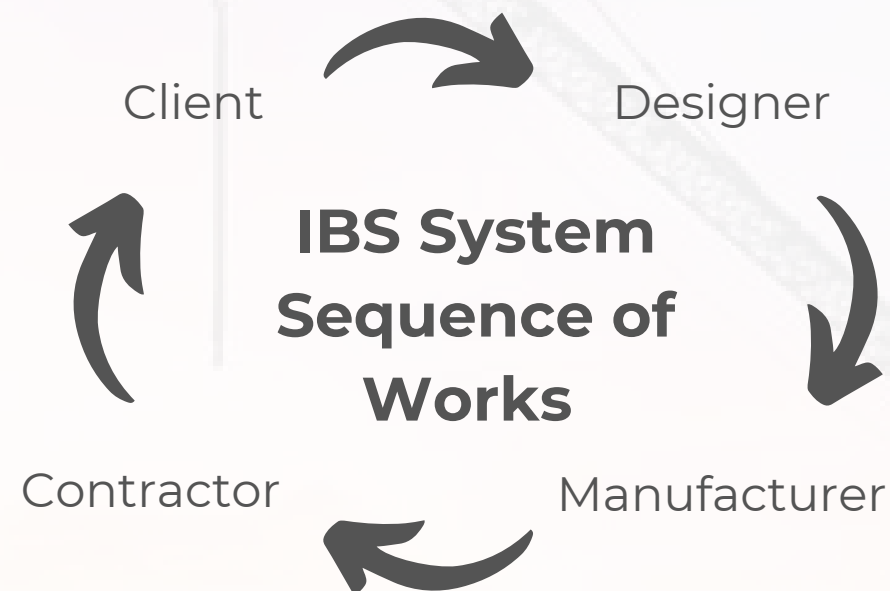 Client
Designer
IBS System
Sequence of
Works
Contractor
Manufacturer